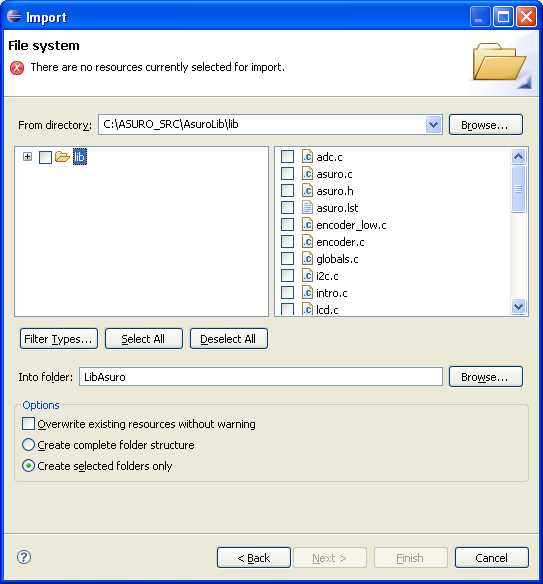 Import
File system
There are no resources currently selected for import.
From directory: C:\ASURO_SRC\AsuroLib\lib Browse...
lib
adc.c
asuro.c
asuro.h
asuro.lst
encoder_low.c
encoder.c
globals.c
i2c.c
intro.c
lcd.c
Filter Types... Select All Deselect All
Into folder: LibAsuro Browse...
Options
Overwrite existing resources without warning
Create complete folder structure
Create selected folders only
? < Back Next > Finish Cancel